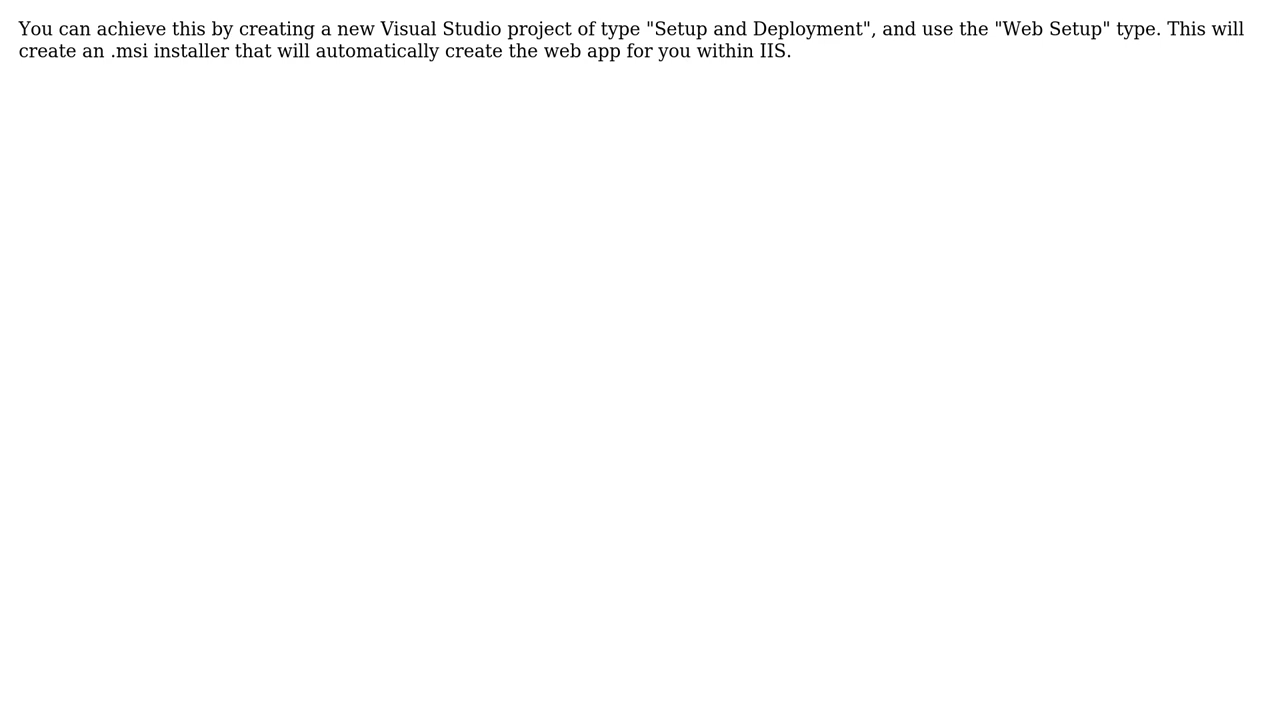 You can achieve this by creating a new Visual Studio project of type "Setup and Deployment", and use the "Web Setup" type. This will
create an .msi installer that will automatically create the web app for you within IIS.